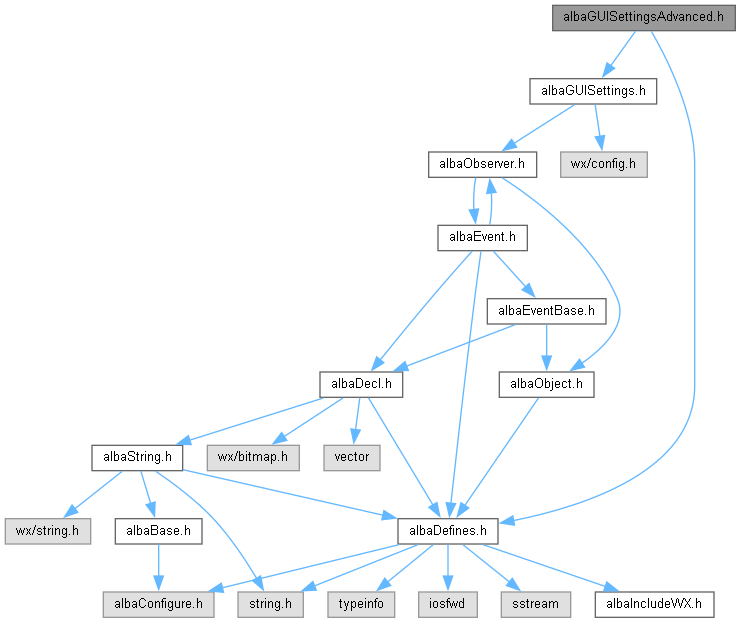 albaGUISettingsAdvanced.h
albaGUISettings.h
albaObserver.h
wx/config.h
albaEvent.h
albaEventBase.h
albaDecl.h
albaObject.h
albaString.h
wx/bitmap.h
vector
wx/string.h
albaBase.h
albaDefines.h
albaConfigure.h
string.h
typeinfo
iosfwd
sstream
albaIncludeWX.h